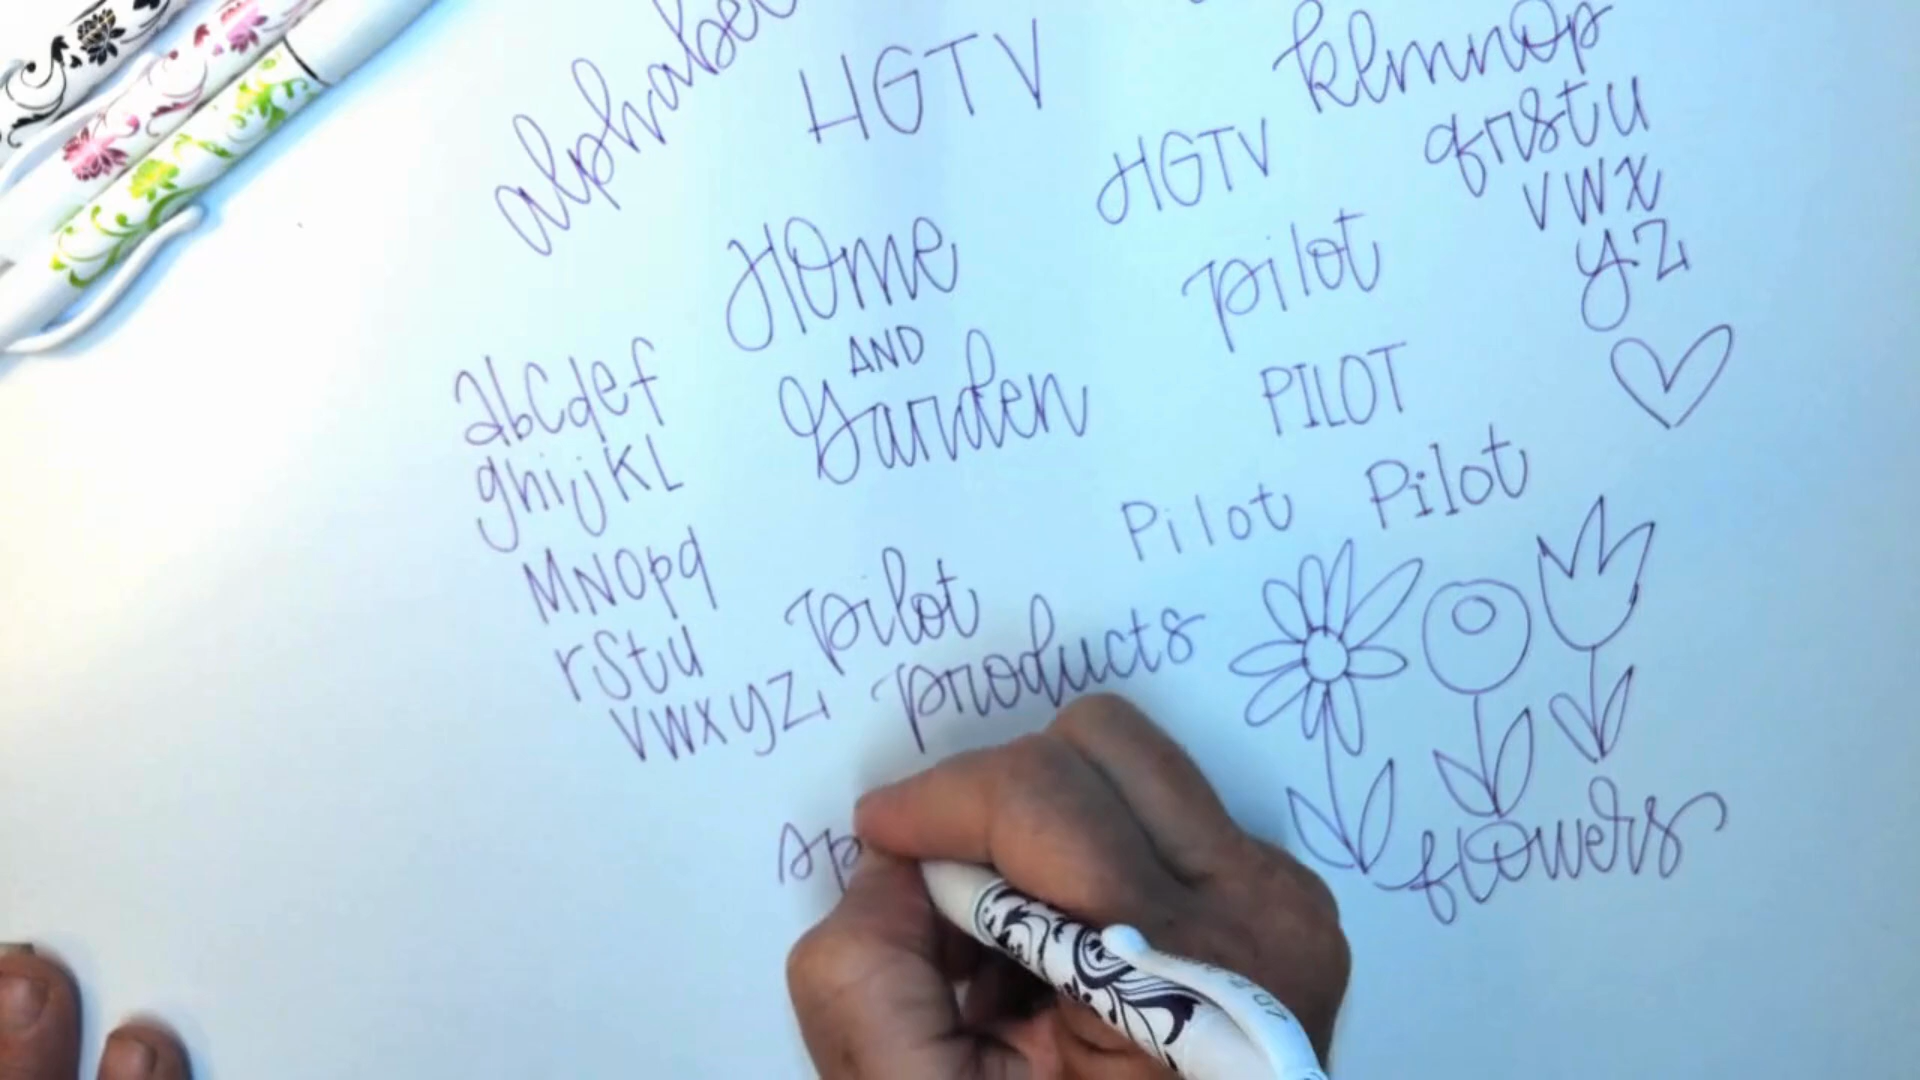 alphabet
HGTV
Home
AND
Garden
abcdef
ghijKL
MNOpq
rStu
vwxyz
pilot
products
sp
klmnop
qrstu
vwx
yz
HGTV
pilot
PILOT
Pilot Pilot
flowers